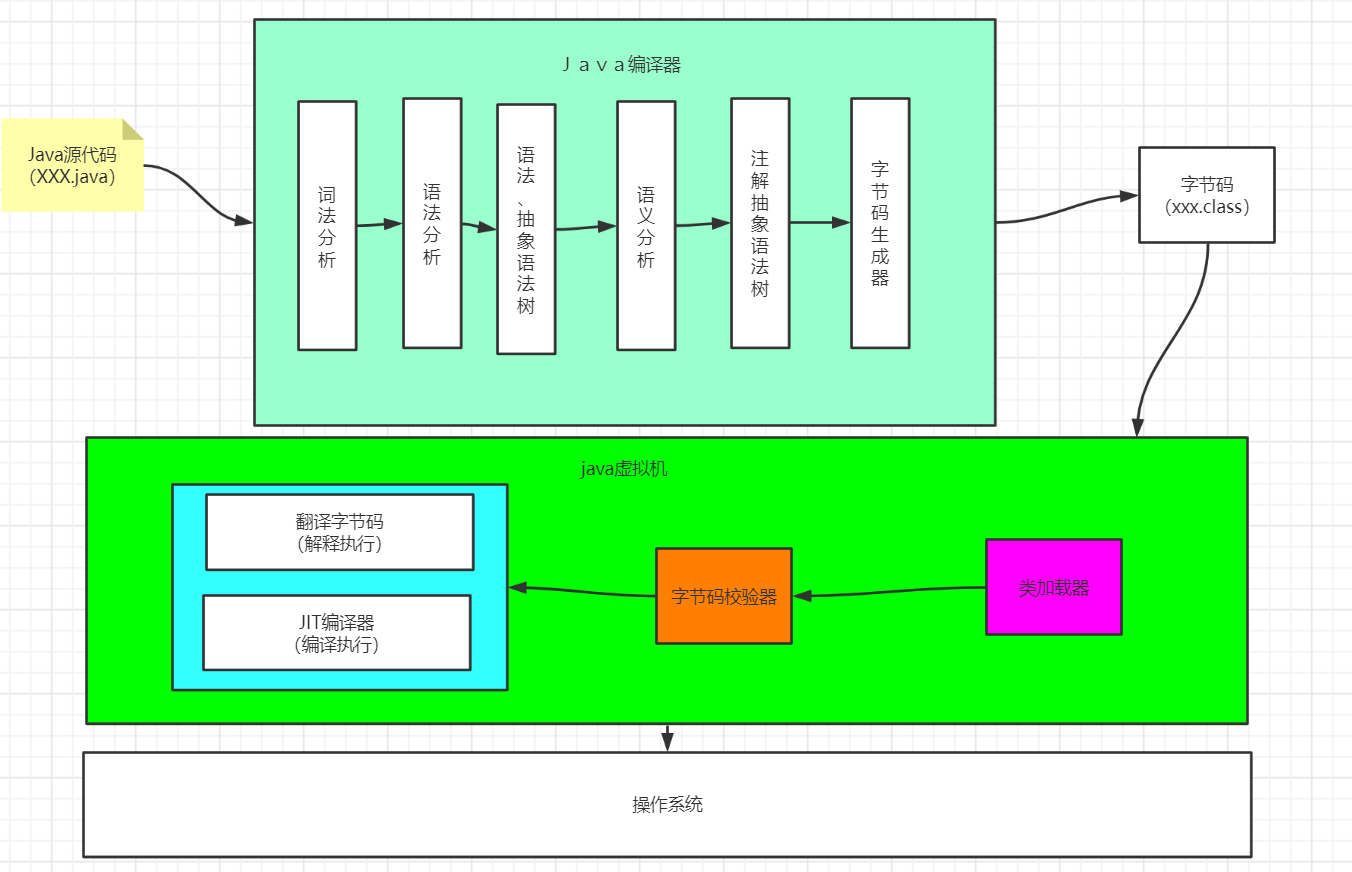 Ｊａｖａ编译器
Java源代码
（XXX.java）
词法分析
语法分析
语法、抽象语法树
语义分析
注解抽象语法树
字节码生成器
字节码
（xxx.class）
java虚拟机
翻译字节码
（解释执行）
JIT编译器
（编译执行）
字节码校验器
类加载器
操作系统